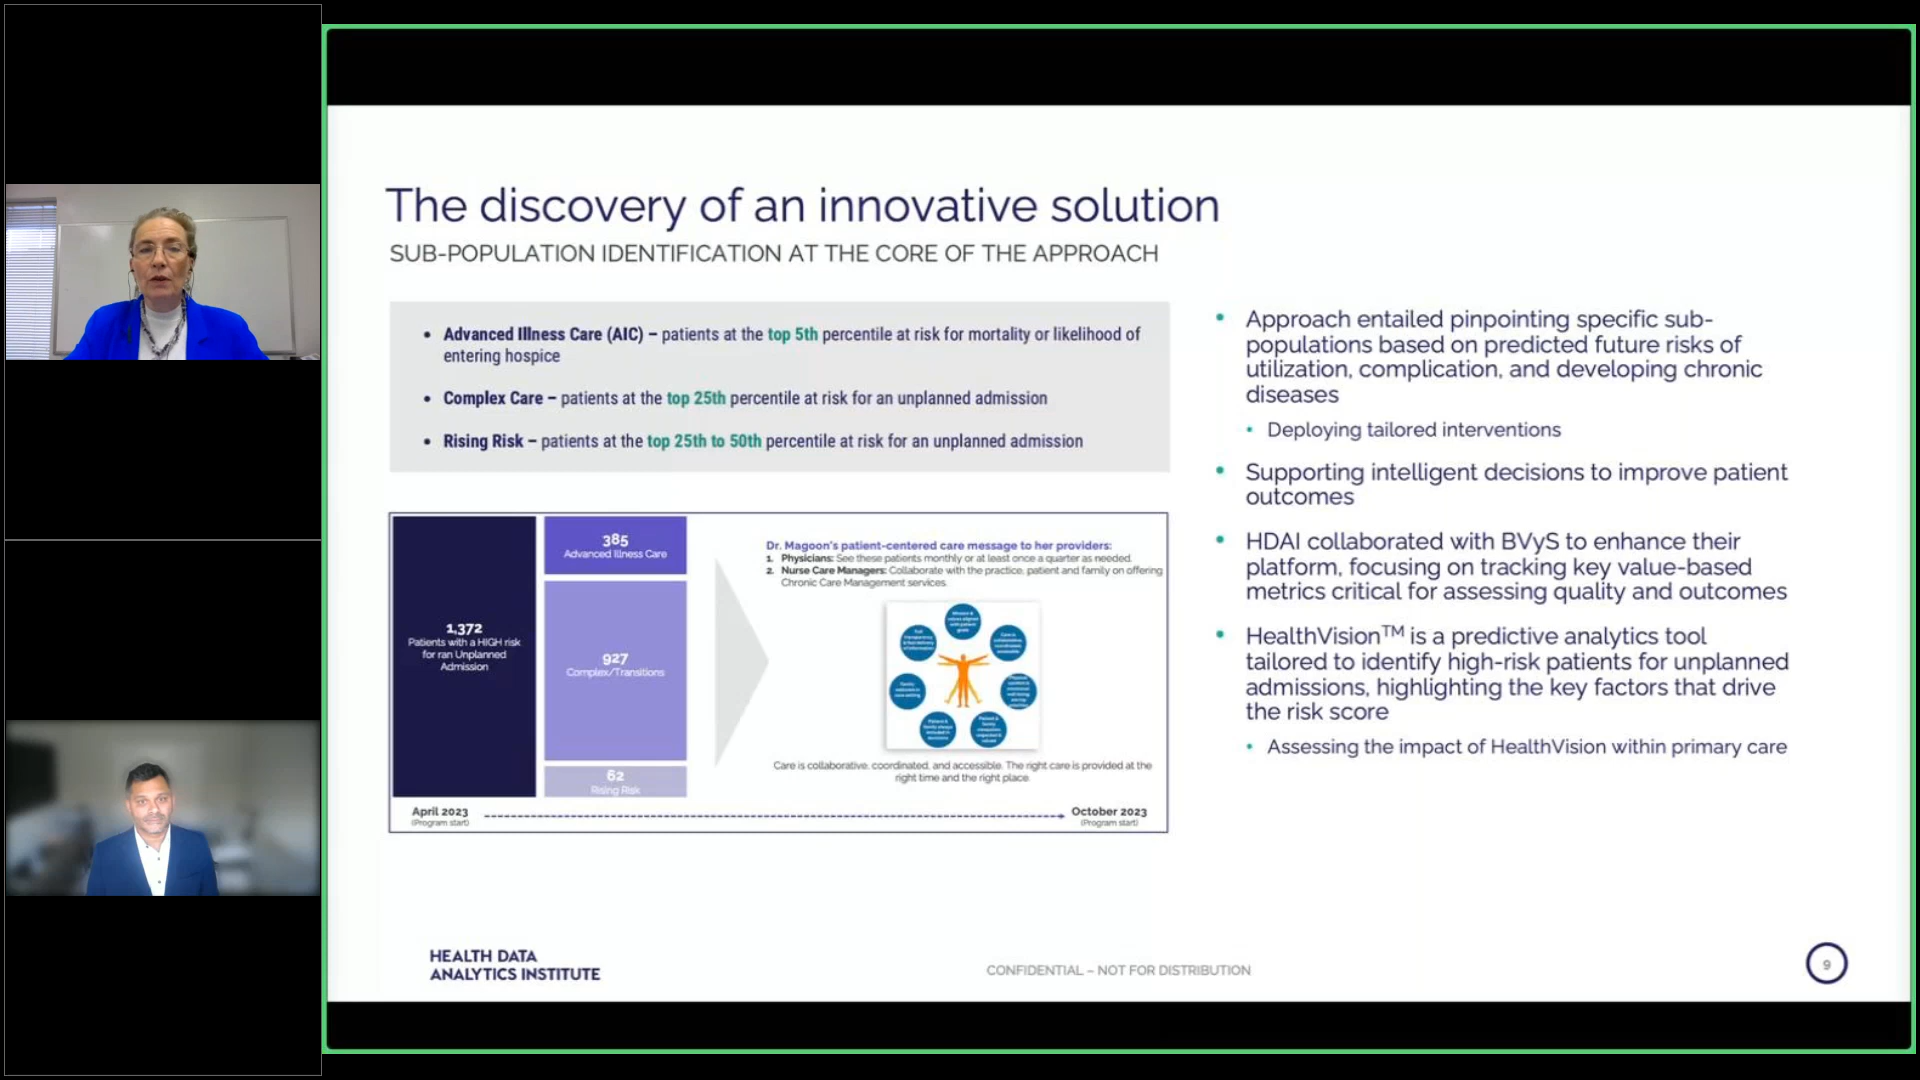 The discovery of an innovative solution
SUB-POPULATION IDENTIFICATION AT THE CORE OF THE APPROACH
• Advanced Illness Care (AIC) – patients at the top 5th percentile at risk for mortality or likelihood of
entering hospice
• Complex Care – patients at the top 25th percentile at risk for an unplanned admission
• Rising Risk – patients at the top 25th to 50th percentile at risk for an unplanned admission
1,372
Patients with a HIGH risk
for ran Unplanned
Admission
385
Advanced Illness Care
927
Complex/Transitions
62
Rising Risk
Dr. Magoon's patient-centered care message to her providers:
1. Physicians: See these patients monthly or at least once a quarter as needed.
2. Nurse Care Managers: Collaborate with the practice, patient and family on offering
Chronic Care Management services.
Care is collaborative, coordinated, and accessible. The right care is provided at the
right time and the right place.
April 2023
(Program start)
October 2023
(Program start)
• Approach entailed pinpointing specific sub-
populations based on predicted future risks of
utilization, complication, and developing chronic
diseases
• Deploying tailored interventions
• Supporting intelligent decisions to improve patient
outcomes
• HDAI collaborated with BVyS to enhance their
platform, focusing on tracking key value-based
metrics critical for assessing quality and outcomes
• HealthVision™ is a predictive analytics tool
tailored to identify high-risk patients for unplanned
admissions, highlighting the key factors that drive
the risk score
• Assessing the impact of HealthVision within primary care
HEALTH DATA
ANALYTICS INSTITUTE
CONFIDENTIAL – NOT FOR DISTRIBUTION
9